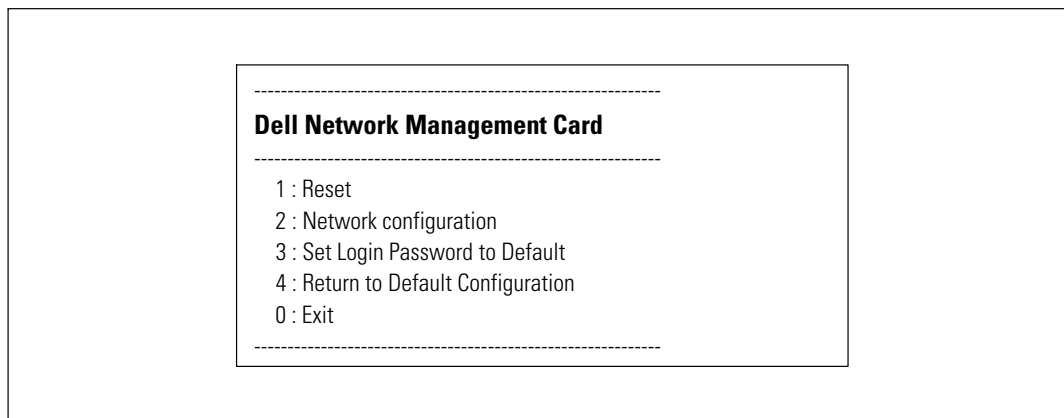 ------------------------------------------------------------
Dell Network Management Card
------------------------------------------------------------
1 : Reset
2 : Network configuration
3 : Set Login Password to Default
4 : Return to Default Configuration
0 : Exit
------------------------------------------------------------